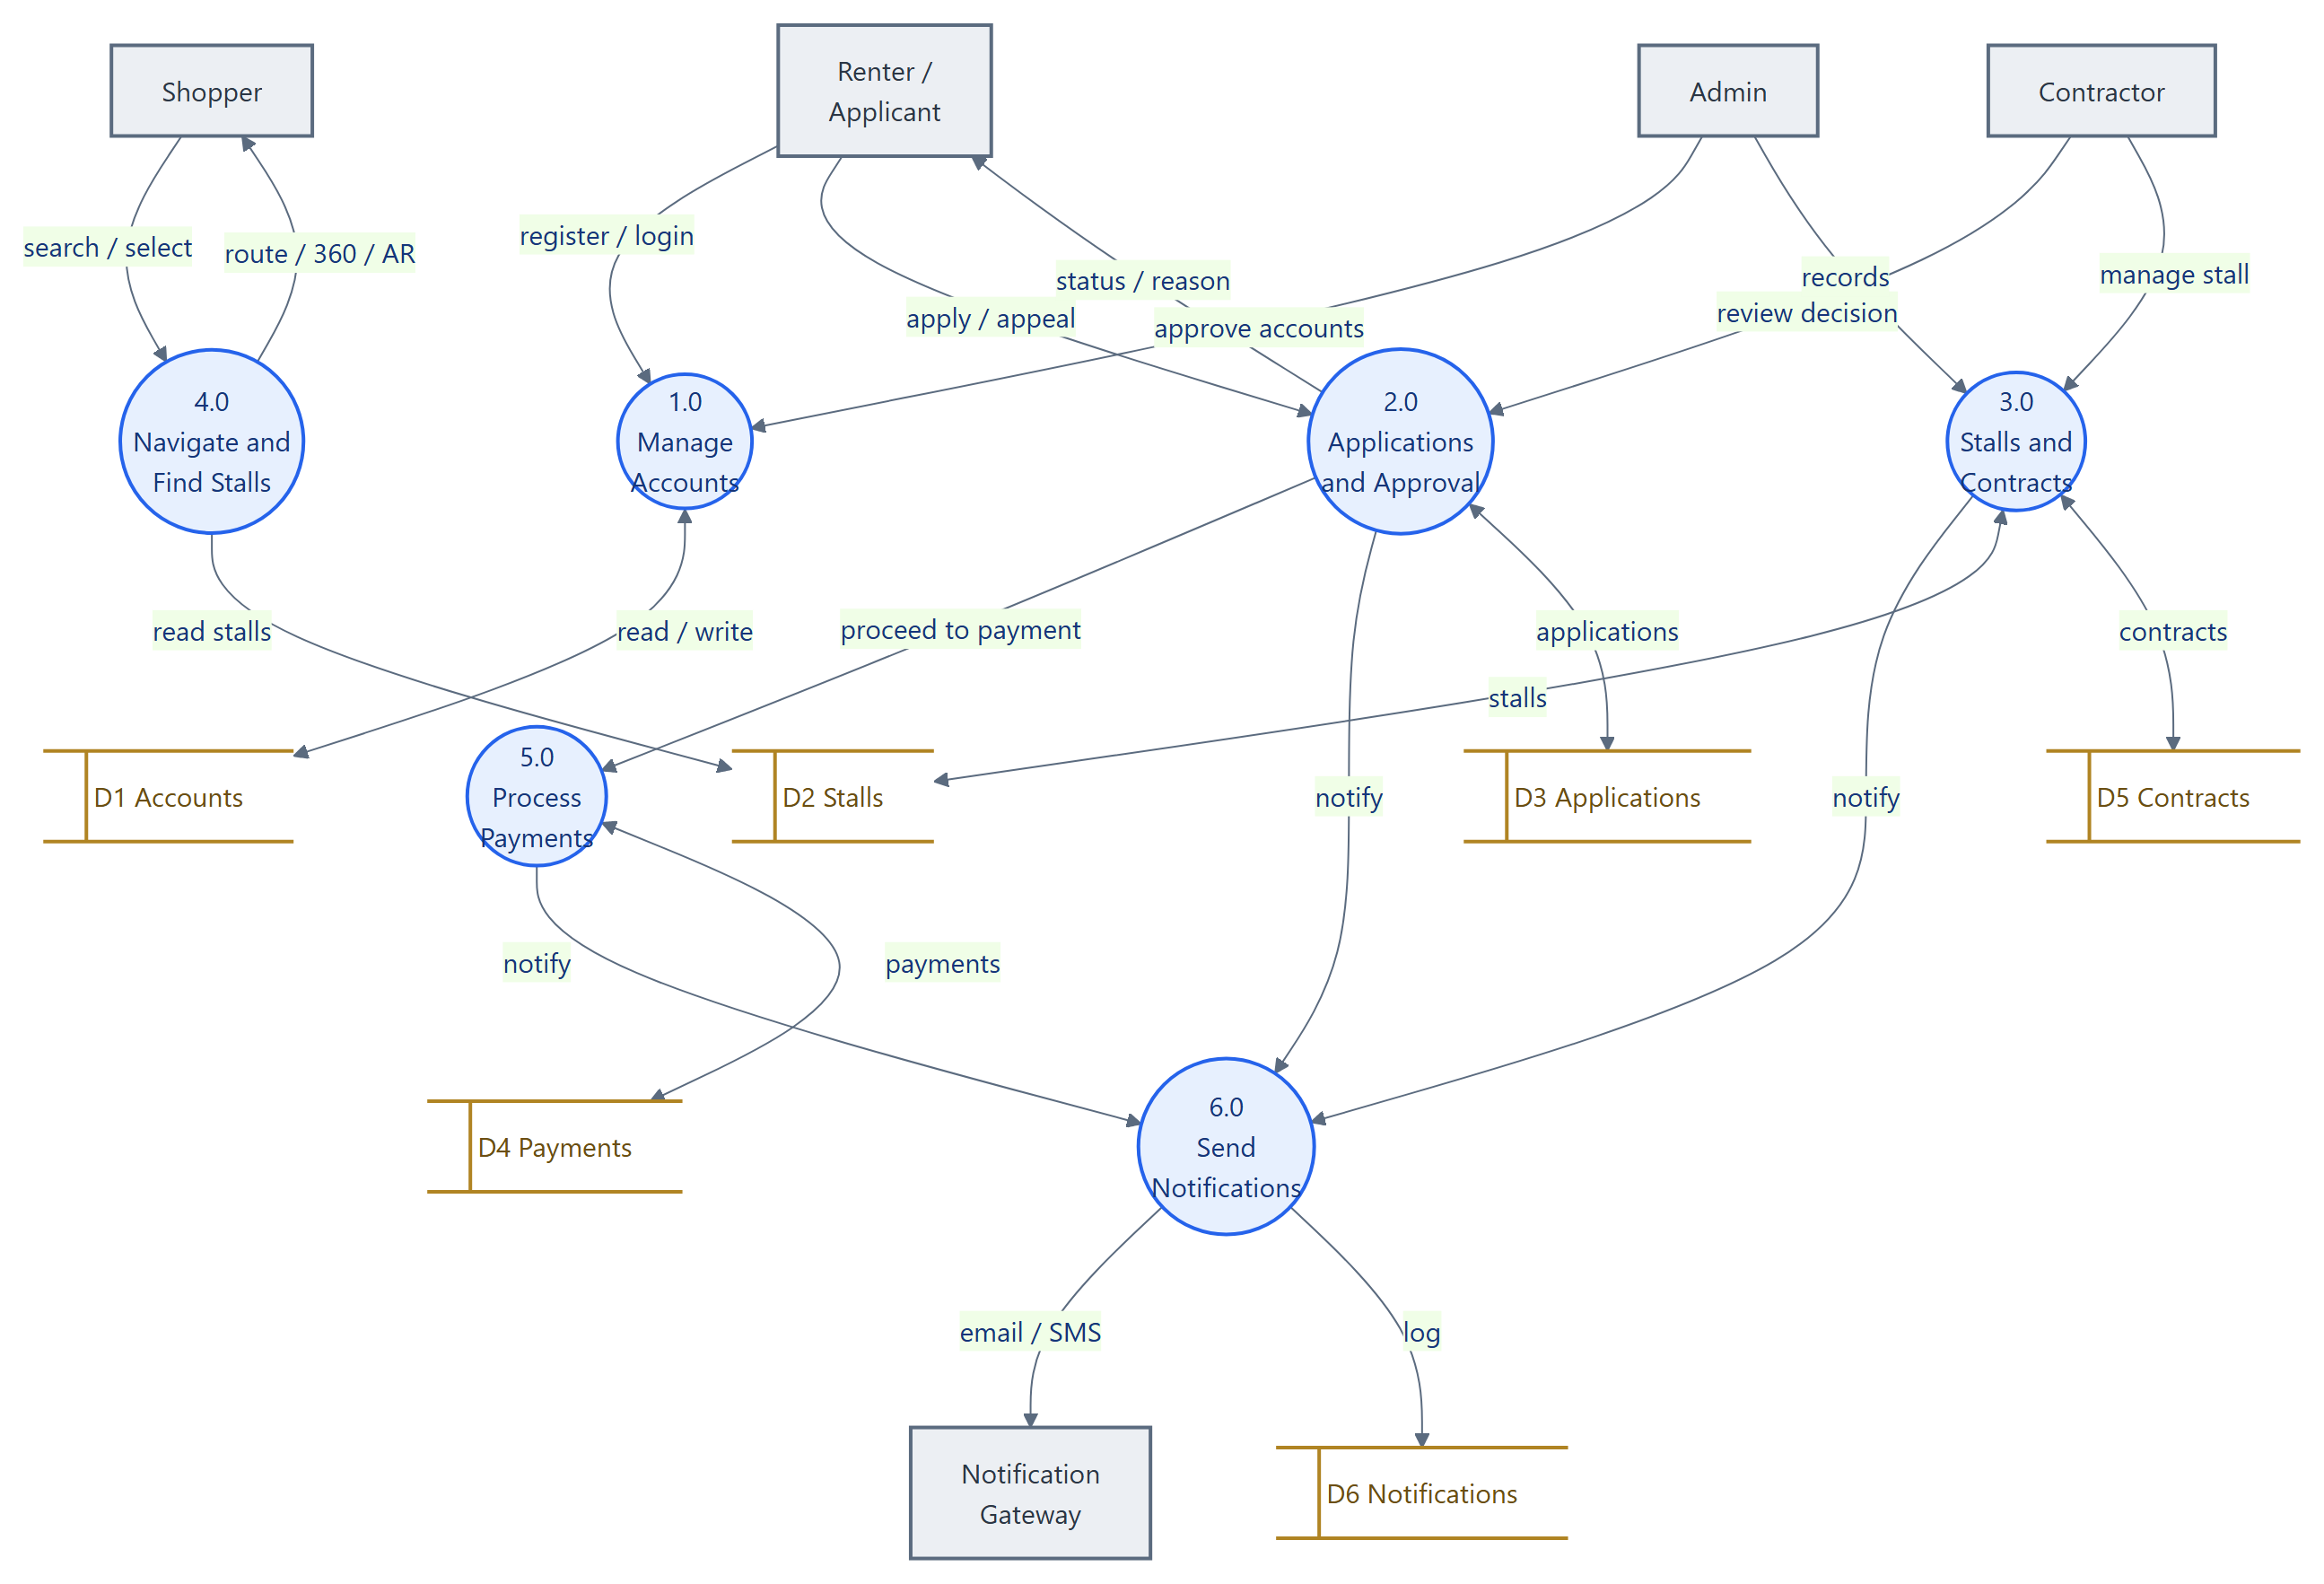 Shopper
Renter /
Applicant
Admin
Contractor
search / select
route / 360 / AR
register / login
status / reason
apply / appeal
approve accounts
records
review decision
manage stall
4.0
Navigate and
Find Stalls
1.0
Manage
Accounts
2.0
Applications
and Approval
3.0
Stalls and
Contracts
read stalls
read / write
proceed to payment
applications
contracts
stalls
D1 Accounts
5.0
Process
Payments
D2 Stalls
notify
D3 Applications
notify
D5 Contracts
notify
payments
D4 Payments
6.0
Send
Notifications
email / SMS
log
Notification
Gateway
D6 Notifications